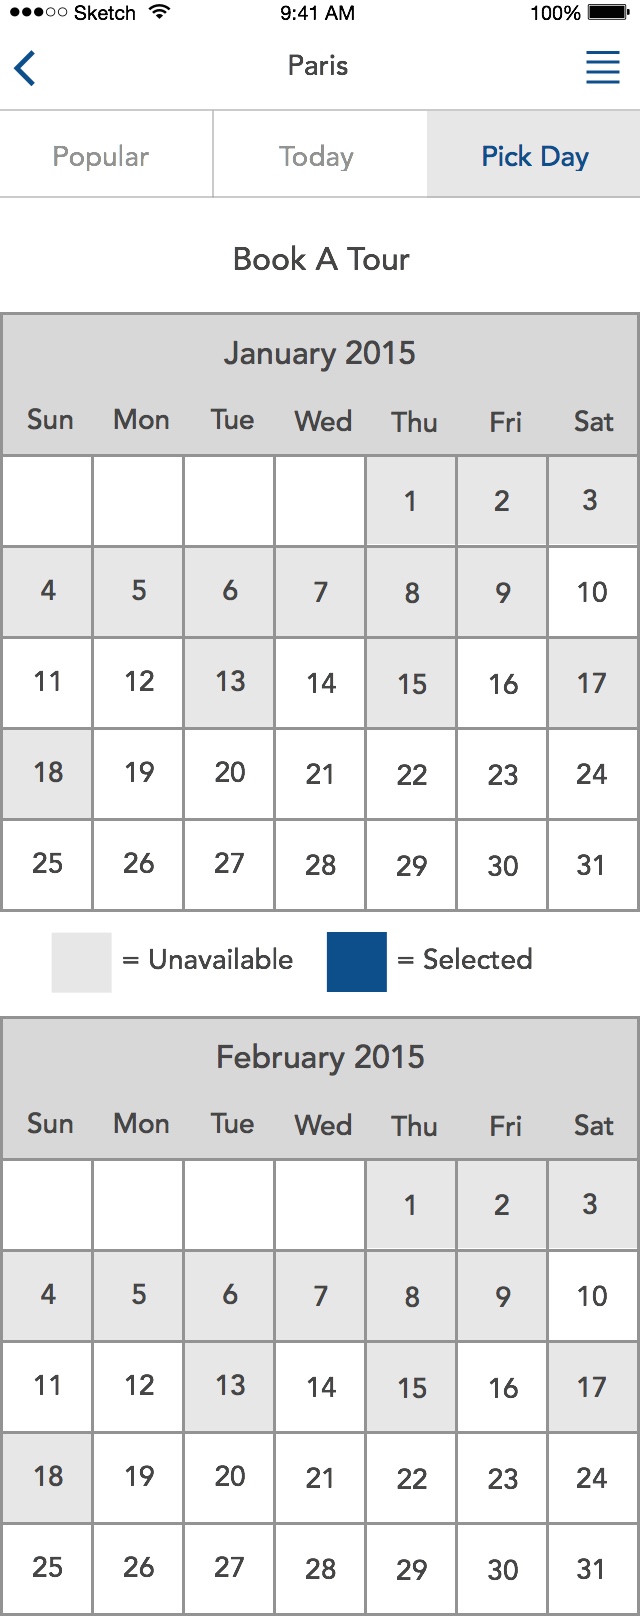 Sketch 9:41 AM 100%
Paris
Popular Today Pick Day
Book A Tour
January 2015
Sun Mon Tue Wed Thu Fri Sat
1 2 3
4 5 6 7 8 9 10
11 12 13 14 15 16 17
18 19 20 21 22 23 24
25 26 27 28 29 30 31
= Unavailable = Selected
February 2015
Sun Mon Tue Wed Thu Fri Sat
1 2 3
4 5 6 7 8 9 10
11 12 13 14 15 16 17
18 19 20 21 22 23 24
25 26 27 28 29 30 31